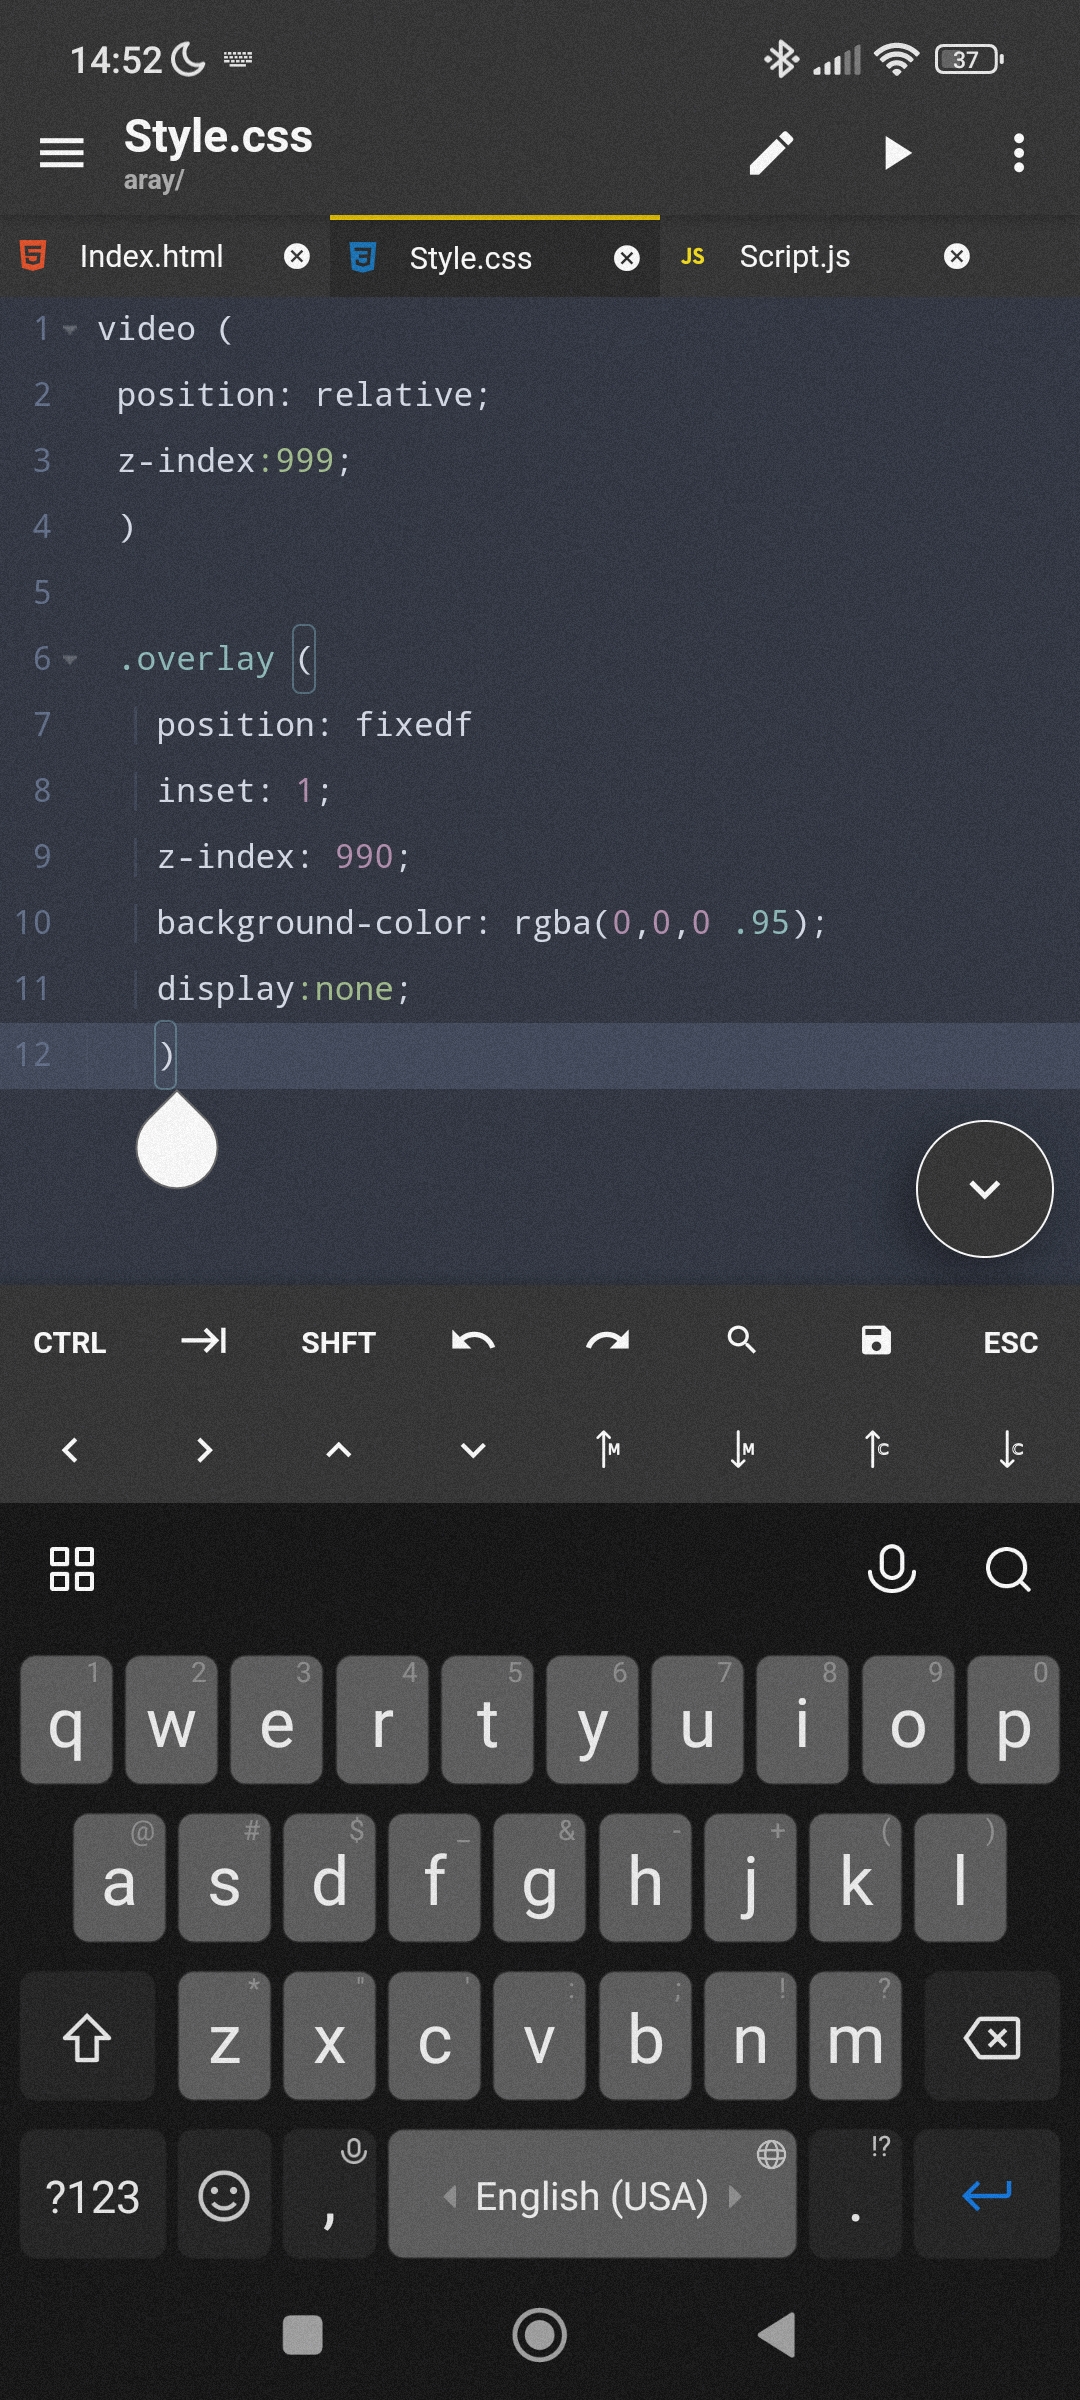 14:52 37
Style.css
aray/
Index.html Style.css JS Script.js
1 video (
2 position: relative;
3 z-index:999;
4 )
5
6 .overlay (
7 position: fixedf
8 inset: 1;
9 z-index: 990;
10 background-color: rgba(0,0,0 .95);
11 display:none;
12 )
CTRL SHFT ESC
M M C C
1 2 3 4 5 6 7 8 9 0
q w e r t y u i o p
@ # $ _ & - + ( )
a s d f g h j k l
* " ' : ; ! ?
z x c v b n m
!?
?123 , English (USA) .